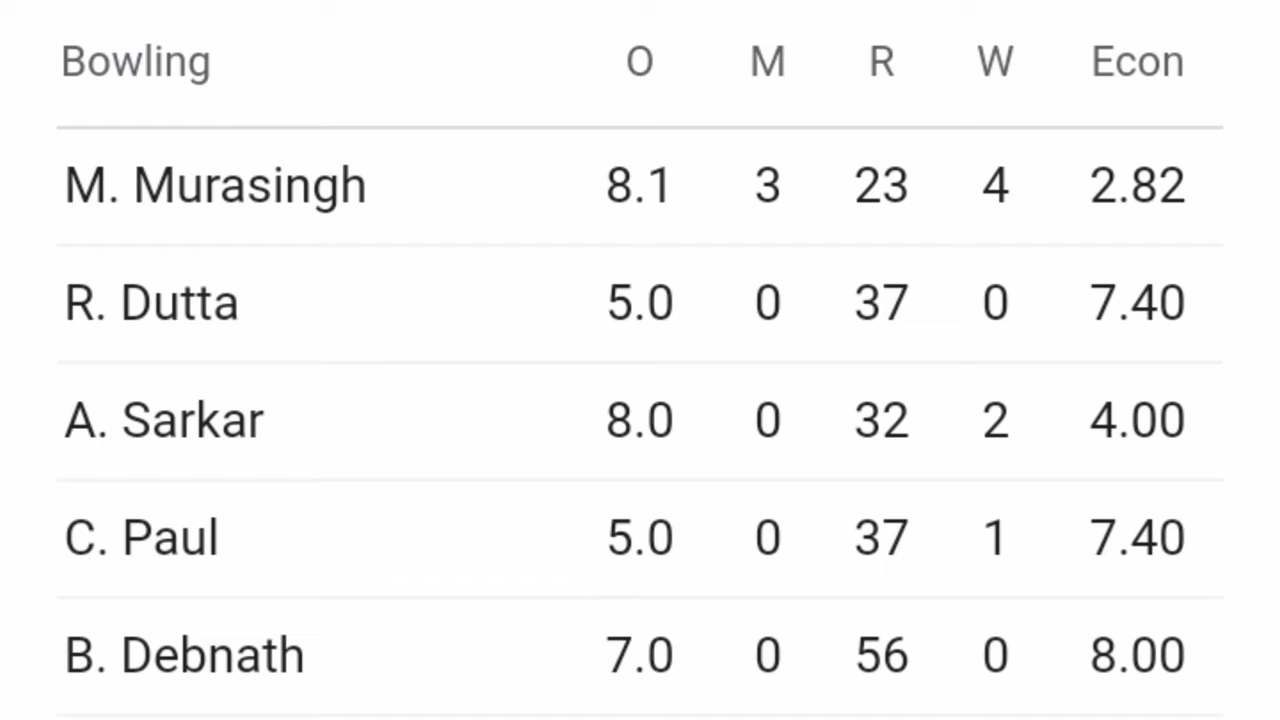 Bowling O M R W Econ
M. Murasingh 8.1 3 23 4 2.82
R. Dutta 5.0 0 37 0 7.40
A. Sarkar 8.0 0 32 2 4.00
C. Paul 5.0 0 37 1 7.40
B. Debnath 7.0 0 56 0 8.00